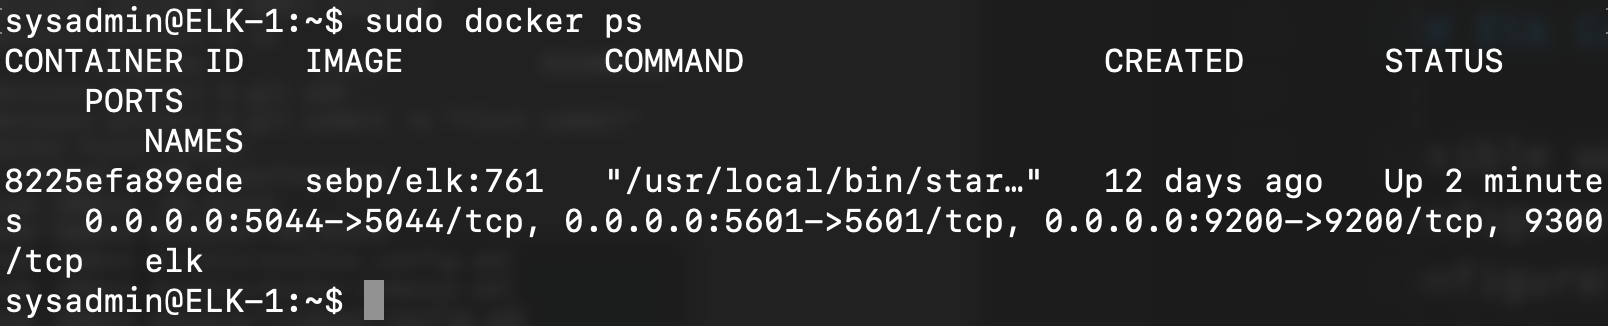 sysadmin@ELK-1:~$ sudo docker ps
CONTAINER ID   IMAGE          COMMAND                  CREATED       STATUS
    PORTS
       NAMES
8225efa89ede   sebp/elk:761   "/usr/local/bin/star…"   12 days ago   Up 2 minute
s   0.0.0.0:5044->5044/tcp, 0.0.0.0:5601->5601/tcp, 0.0.0.0:9200->9200/tcp, 9300
/tcp   elk
sysadmin@ELK-1:~$